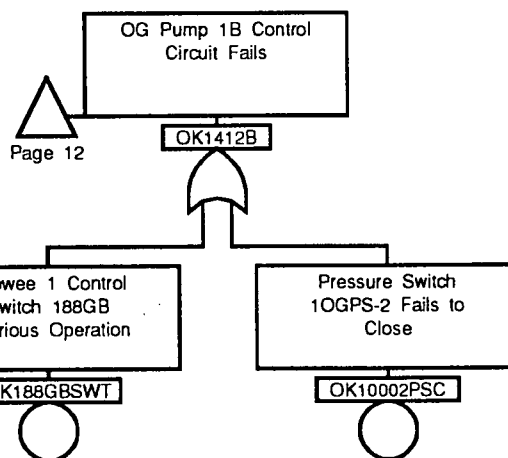 OG Pump 1B Control
Circuit Fails
Page 12
OK1412B
wee 1 Control
witch 188GB
rious Operation
Pressure Switch
1OGPS-2 Fails to
Close
K188GBSWT
OK10002PSC